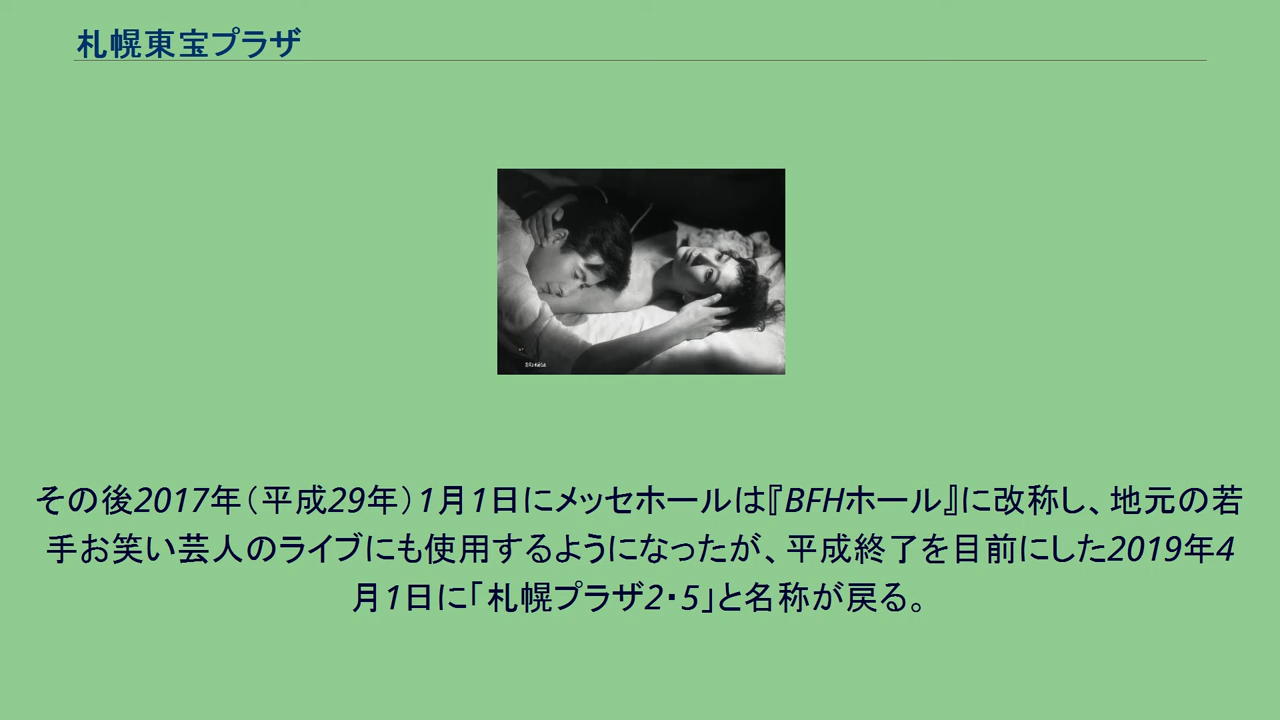 札幌東宝プラザ
その後2017年（平成29年）1月1日にメッセホールは『BFHホール』に改称し、地元の若
手お笑い芸人のライブにも使用するようになったが、平成終了を目前にした2019年4
月1日に「札幌プラザ2・5」と名称が戻る。